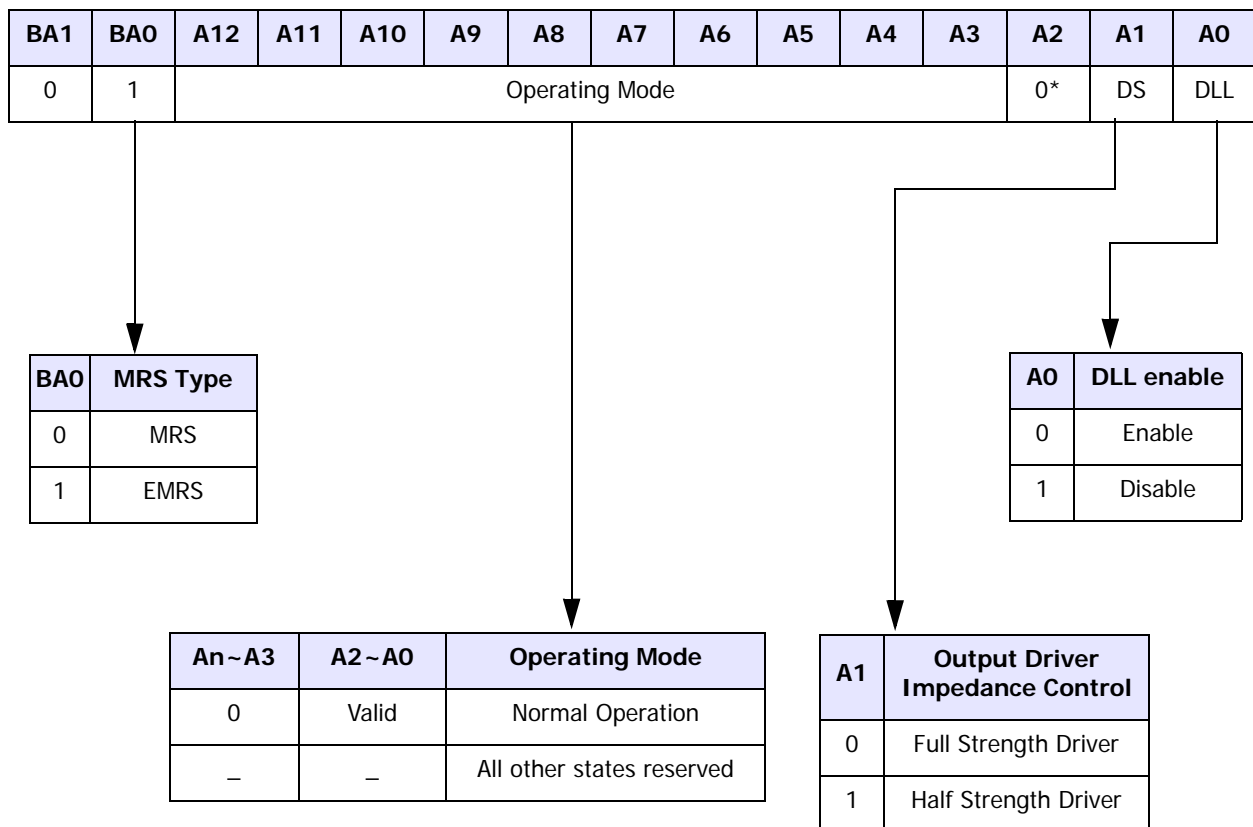 BA1 BA0 A12 A11 A10 A9 A8 A7 A6 A5 A4 A3 A2 A1 A0
0 1 Operating Mode 0* DS DLL
BA0 MRS Type
0 MRS
1 EMRS
A0 DLL enable
0 Enable
1 Disable
An~A3 A2~A0 Operating Mode
0 Valid Normal Operation
_ _ All other states reserved
A1 Output Driver
Impedance Control
0 Full Strength Driver
1 Half Strength Driver